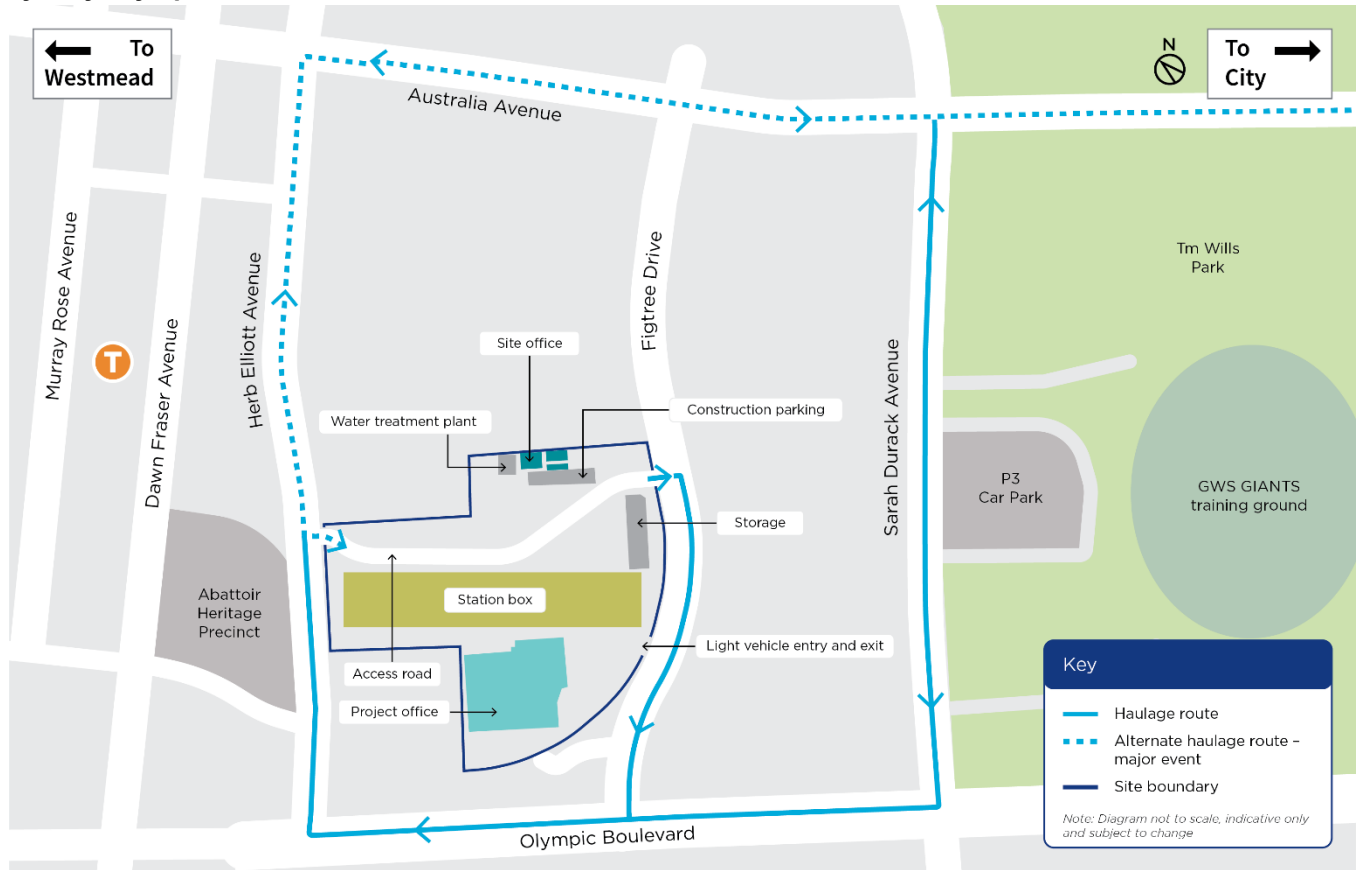 To
Westmead
N
To
City
Australia Avenue
Murray Rose Avenue
T
Dawn Fraser Avenue
Herb Elliott Avenue
Figtree Drive
Sarah Durack Avenue
Tm Wills
Park
Site office
Water treatment plant
Construction parking
P3
Car Park
GWS GIANTS
training ground
Storage
Abattoir
Heritage
Precinct
Station box
Light vehicle entry and exit
Access road
Project office
Olympic Boulevard
Key
Haulage route
Alternate haulage route –
major event
Site boundary
Note: Diagram not to scale, indicative only
and subject to change